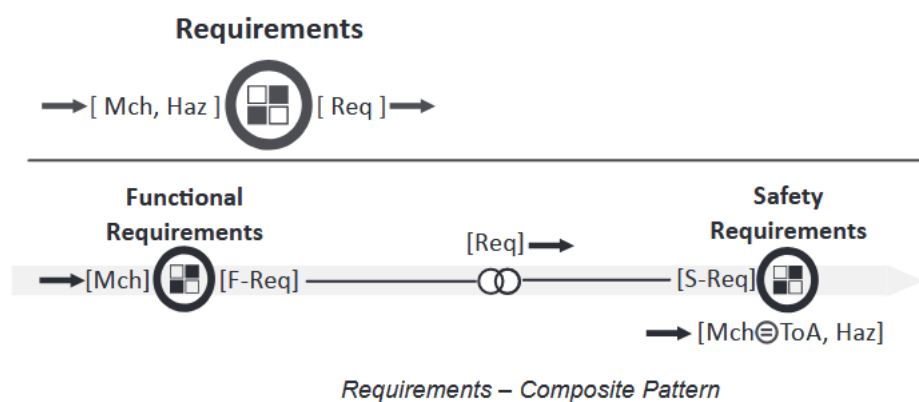 Requirements
[ Mch, Haz ] [ Req ]
Functional
Requirements
Safety
Requirements
[Req]
[Mch] [F-Req] [S-Req]
[Mch⊜ToA, Haz]
Requirements – Composite Pattern